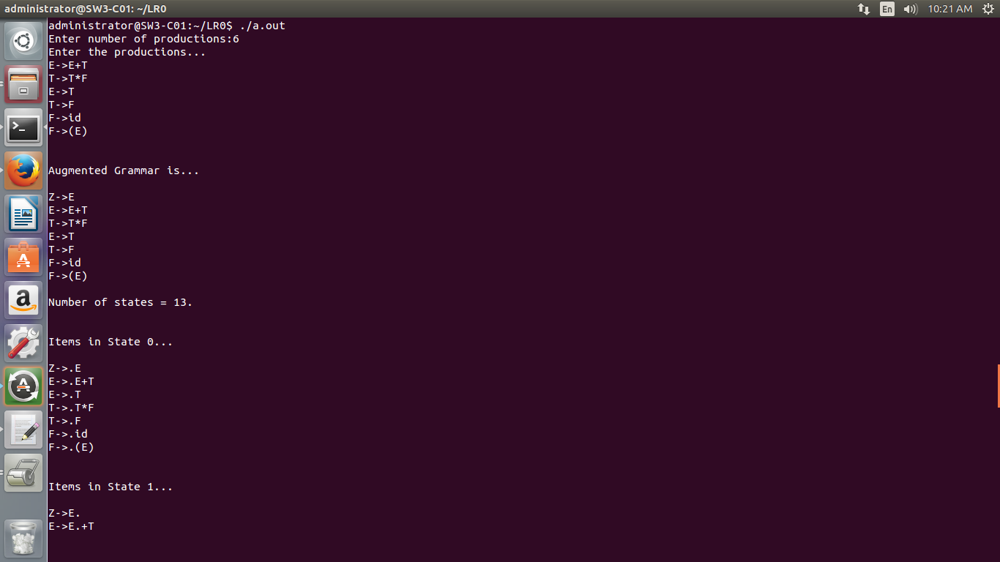 administrator@SW3-C01: ~/LR0
En
10:21 AM
administrator@SW3-C01:~/LR0$ ./a.out
Enter number of productions:6
Enter the productions...
E->E+T
T->T*F
E->T
T->F
F->id
F->(E)
Augmented Grammar is...
Z->E
E->E+T
T->T*F
E->T
T->F
F->id
F->(E)
Number of states = 13.
Items in State 0...
Z->.E
E->.E+T
E->.T
T->.T*F
T->.F
F->.id
F->.(E)
Items in State 1...
Z->E.
E->E.+T